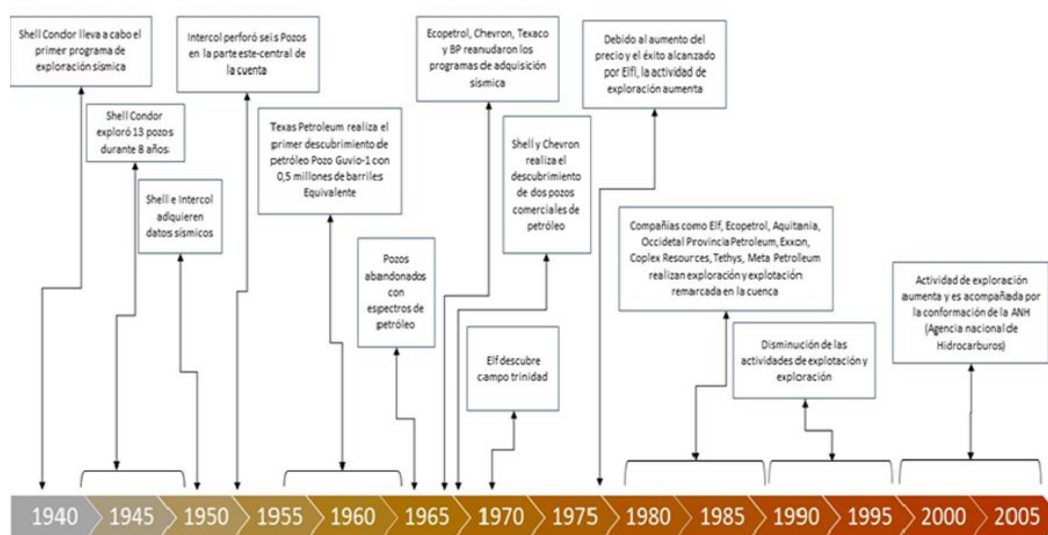 Shell Condor lleva a cabo el
primer programa de
exploración sísmica
Intercol perforó seis Pozos
en la parte este-central de
la cuenta
Ecopetrol, Chevron, Texaco
y BP reanudaron los
programas de adquisición
sísmica
Debido al aumento del
precio y el éxito alcanzado
por Elfl, la actividad de
exploración aumenta
Shell Condor
exploró 13 pozos
durante 8 años
Texas Petroleum realiza el
primer descubrimiento de
petróleo Pozo Guvio-1 con
0,5 millones de barriles
Equivalente
Shell y Chevron
realiza el
descubrimiento
de dos pozos
comerciales de
petróleo
Shell e Intercol
adquieren
datos sísmicos
Compañías como Elf, Ecopetrol, Aquitania,
Occidetal Provincia Petroleum, Exxon,
Coplex Resources, Tethys, Meta Petroleum
realizan exploración y explotación
remarcada en la cuenca
Pozos
abandonados
con
espectros de
petróleo
Actividad de exploración
aumenta y es acompañada por
la conformación de la ANH
(Agencia nacional de
Hidrocarburos)
Elf descubre
campo trinidad
Disminución de las
actividades de explotación y
exploración
1940 1945 1950 1955 1960 1965 1970 1975 1980 1985 1990 1995 2000 2005